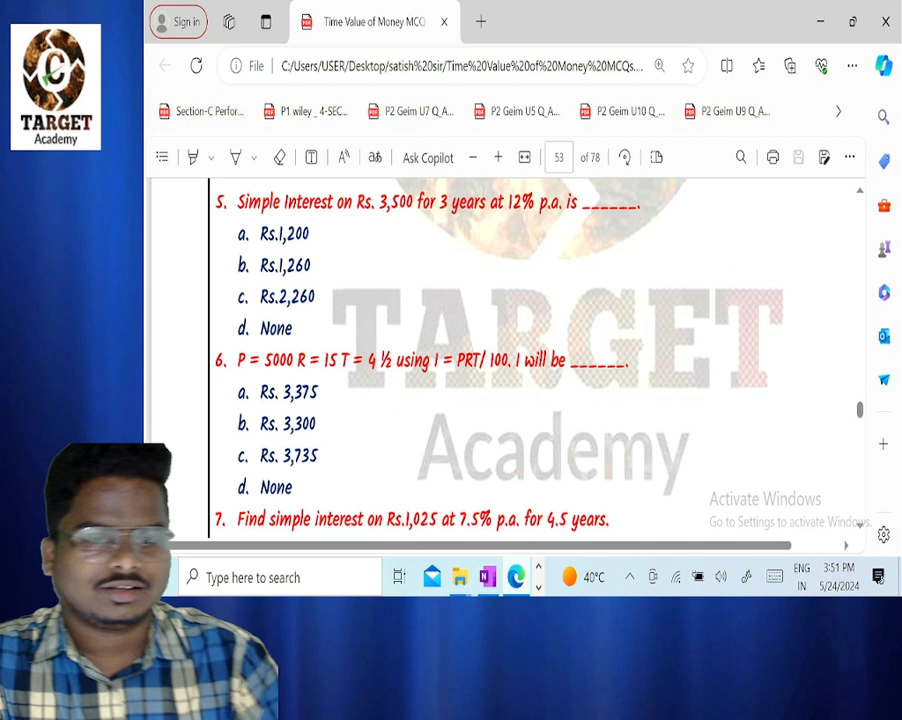 Sign in
Time Value of Money MCQ
File
C:/Users/USER/Desktop/satish%20sir/Time%20Value%20of%20Money%20MCQs....
TARGET
Academy
Section-C Perfor...
P1 wiley _ 4-SEC...
P2 Geim U7 Q_A...
P2 Geim U5 Q_A...
P2 Geim U10 Q_...
P2 Geim U9 Q_A...
Ask Copilot
53
of 78
5. Simple Interest on Rs. 3,500 for 3 years at 12% p.a. is ______.
a. Rs.1,200
b. Rs.1,260
c. Rs.2,260
d. None
6. P = 5000 R = 15 T = 4 ½ using I = PRT/ 100. I will be ______.
a. Rs. 3,375
b. Rs. 3,300
c. Rs. 3,735
d. None
7. Find simple interest on Rs.1,025 at 7.5% p.a. for 4.5 years.
TARGET
Academy
Activate Windows
Go to Settings to activate Windows.
Type here to search
40°C
ENG
IN
3:51 PM
5/24/2024